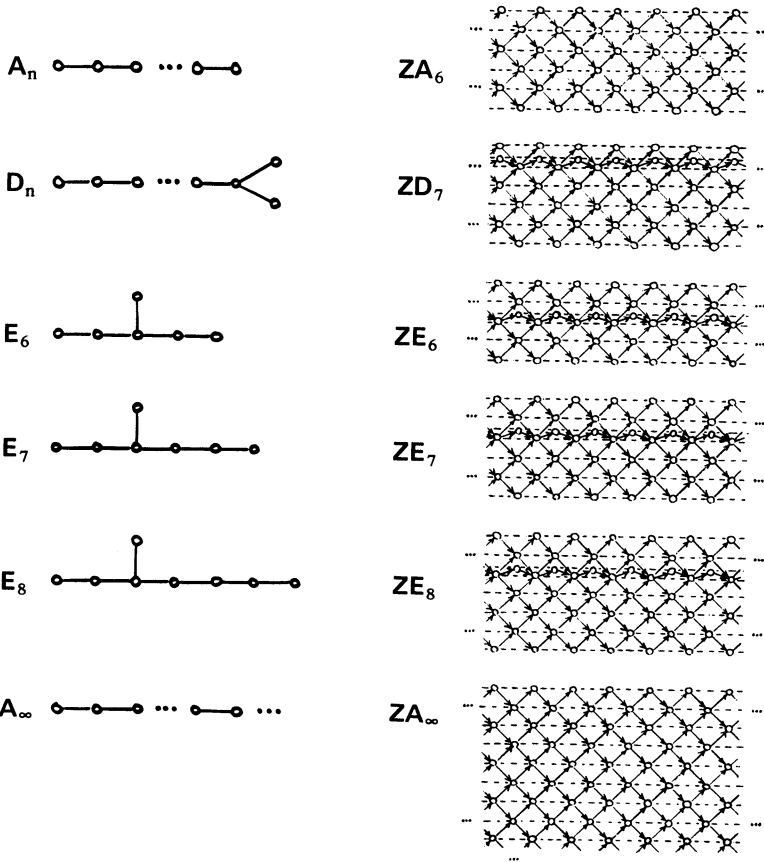 Aₙ ... ZA₆
Dₙ ... ZD₇
E₆ ZE₆
E₇ ZE₇
E₈ ZE₈
A∞ ... ... ZA∞